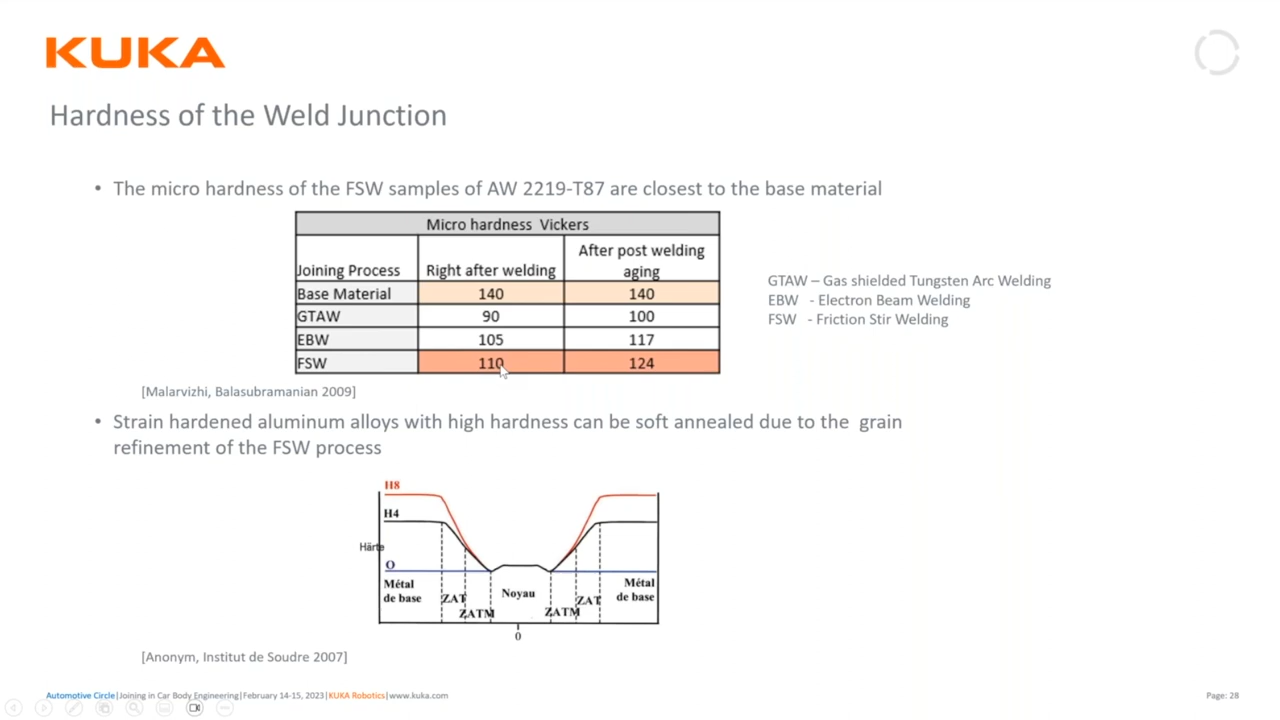 KUKA
Hardness of the Weld Junction
• The micro hardness of the FSW samples of AW 2219-T87 are closest to the base material
Micro hardness Vickers
Joining Process Right after welding After post welding aging
Base Material 140 140
GTAW 90 100
EBW 105 117
FSW 110 124
GTAW – Gas shielded Tungsten Arc Welding
EBW - Electron Beam Welding
FSW - Friction Stir Welding
[Malarvizhi, Balasubramanian 2009]
• Strain hardened aluminum alloys with high hardness can be soft annealed due to the grain
refinement of the FSW process
H8
H4
Härte
O
Métal
de base
ZAT
ZATM
Noyau
ZATM
ZAT
Métal
de base
0
[Anonym, Institut de Soudre 2007]
Automotive Circle|Joining in Car Body Engineering|February 14-15, 2023|KUKA Robotics|www.kuka.com
Page: 28